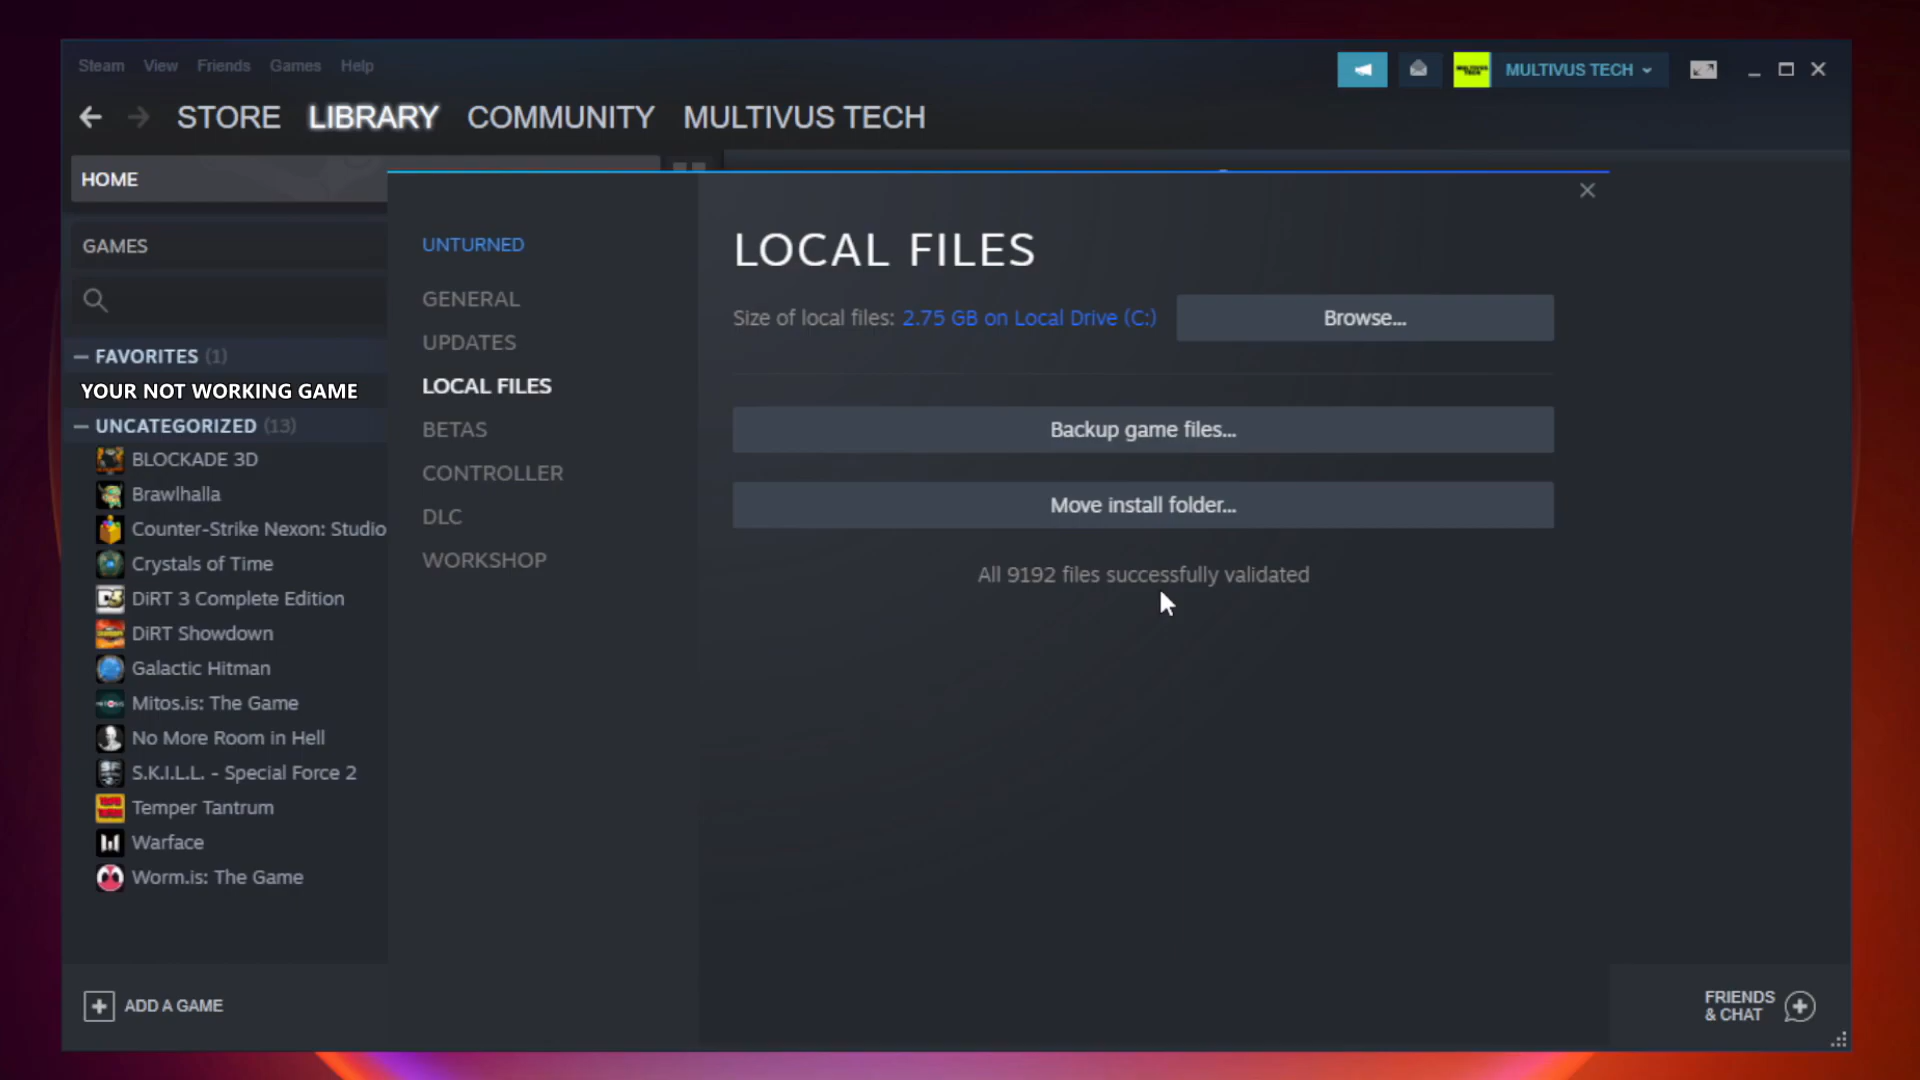 Steam View Friends Games Help
MULTIVUS TECH
STORE LIBRARY COMMUNITY MULTIVUS TECH
HOME
GAMES
FAVORITES (1)
YOUR NOT WORKING GAME
UNCATEGORIZED (13)
BLOCKADE 3D
Brawlhalla
Counter-Strike Nexon: Studio
Crystals of Time
DiRT 3 Complete Edition
DiRT Showdown
Galactic Hitman
Mitos.is: The Game
No More Room in Hell
S.K.I.L.L. - Special Force 2
Temper Tantrum
Warface
Worm.is: The Game
ADD A GAME
UNTURNED
GENERAL
UPDATES
LOCAL FILES
BETAS
CONTROLLER
DLC
WORKSHOP
LOCAL FILES
Size of local files: 2.75 GB on Local Drive (C:) Browse...
Backup game files...
Move install folder...
All 9192 files successfully validated
FRIENDS
& CHAT